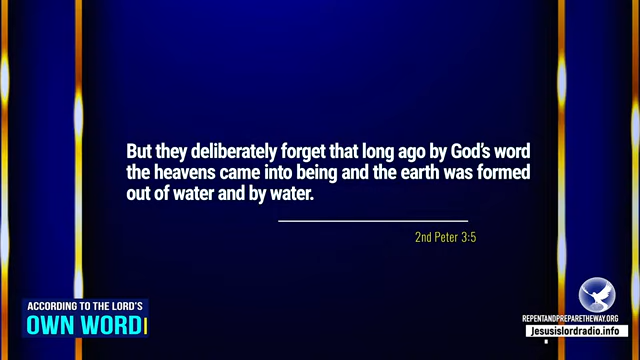 But they deliberately forget that long ago by God's word
the heavens came into being and the earth was formed
out of water and by water.
2nd Peter 3:5
ACCORDING TO THE LORD'S
OWN WORD
REPENTANDPREPARETHEWAY.ORG
Jesusislordradio.info